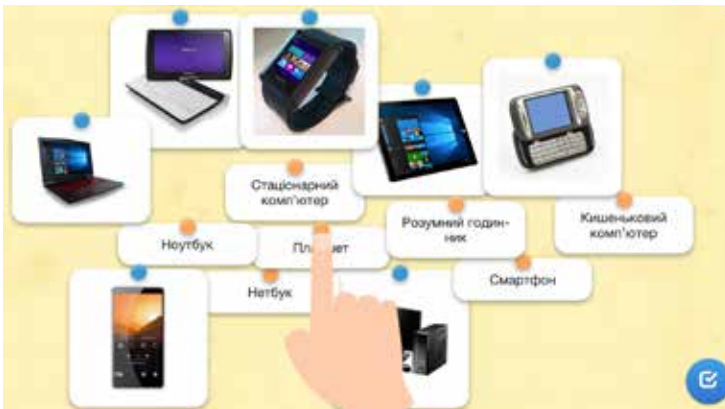 Стаціонарний
комп'ютер
Розумний годин-
ник
Кишеньковий
комп'ютер
Ноутбук
Нетбук
Смартфон